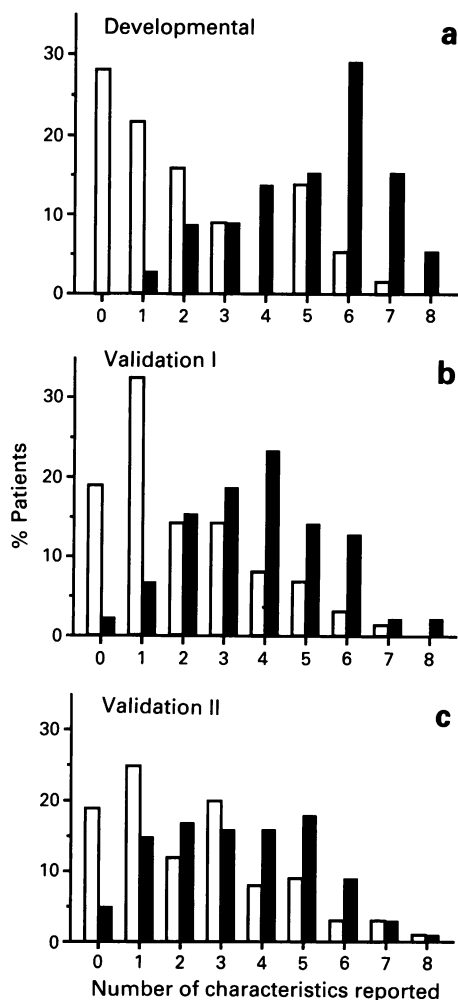 Developmental
a
30
20
10
0
0 1 2 3 4 5 6 7 8
Validation I
b
30
20
10
0
0 1 2 3 4 5 6 7 8
% Patients
Validation II
c
30
20
10
0
0 1 2 3 4 5 6 7 8
Number of characteristics reported